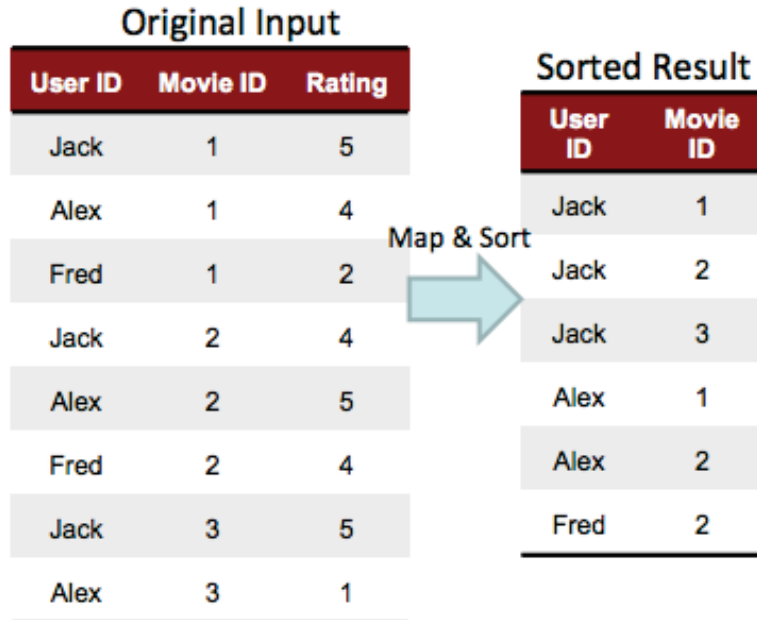 Original Input
User ID Movie ID Rating
Jack 1 5
Alex 1 4
Fred 1 2
Jack 2 4
Alex 2 5
Fred 2 4
Jack 3 5
Alex 3 1
Map & Sort
Sorted Result
User ID Movie ID
Jack 1
Jack 2
Jack 3
Alex 1
Alex 2
Fred 2